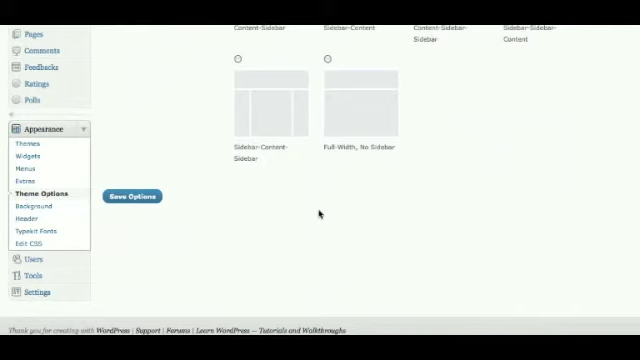 Pages
Comments
Feedbacks
Ratings
Polls
Appearance
Themes
Widgets
Menus
Extras
Theme Options
Background
Header
Typekit Fonts
Edit CSS
Users
Tools
Settings
Content-Sidebar
Sidebar-Content
Content-Sidebar-
Sidebar
Sidebar-Sidebar-
Content
Sidebar-Content-
Sidebar
Full-Width, No Sidebar
Save Options
Thank you for creating with WordPress | Support | Forums | Learn WordPress — Tutorials and Walkthroughs